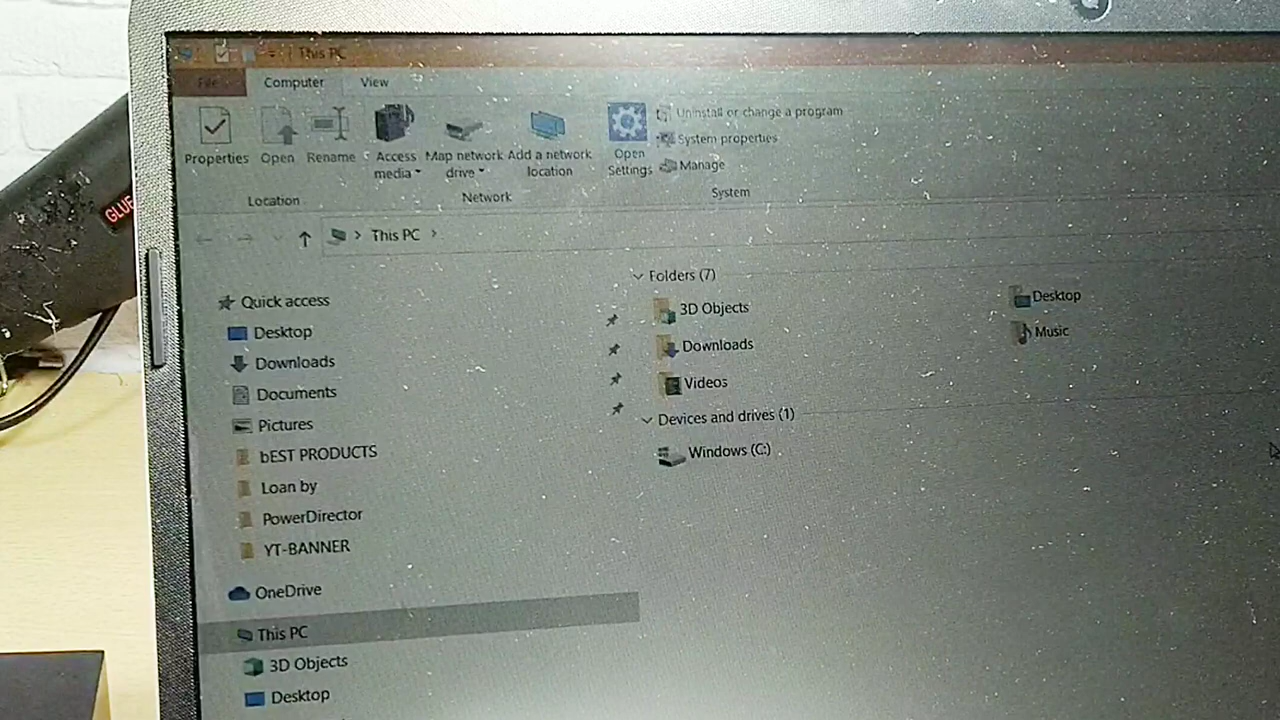 This PC
File
Computer
View
Properties
Open
Rename
Access media
Map network drive
Add a network location
Open Settings
Uninstall or change a program
System properties
Manage
Location
Network
System
GLUE
This PC
Quick access
Desktop
Downloads
Documents
Pictures
bEST PRODUCTS
Loan by
PowerDirector
YT-BANNER
OneDrive
This PC
3D Objects
Desktop
Folders (7)
3D Objects
Desktop
Downloads
Music
Videos
Devices and drives (1)
Windows (C:)